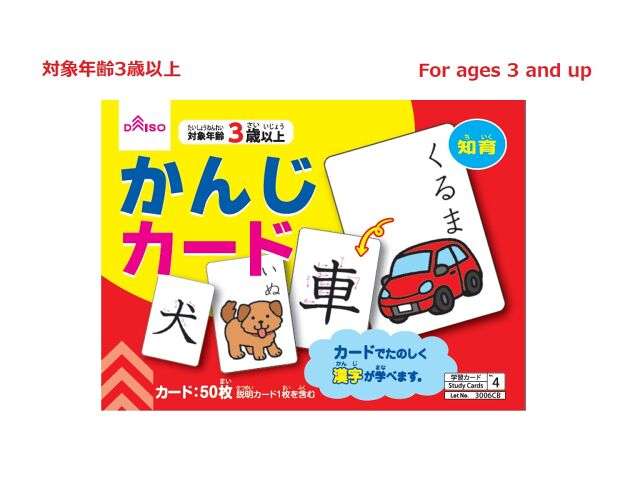 対象年齢3歳以上
For ages 3 and up
DAISO
たいしょうねんれい さい いじょう
対象年齢 3歳以上
ち いく
知育
かんじ
カード
くるま
いぬ
車
犬
カードでたのしく
かん じ まな
漢字が学べます。
まい せつめい まい ふく
カード:50枚 説明カード1枚を含む
学習カード
Study Cards
No. 4
Lot No. 3006CB